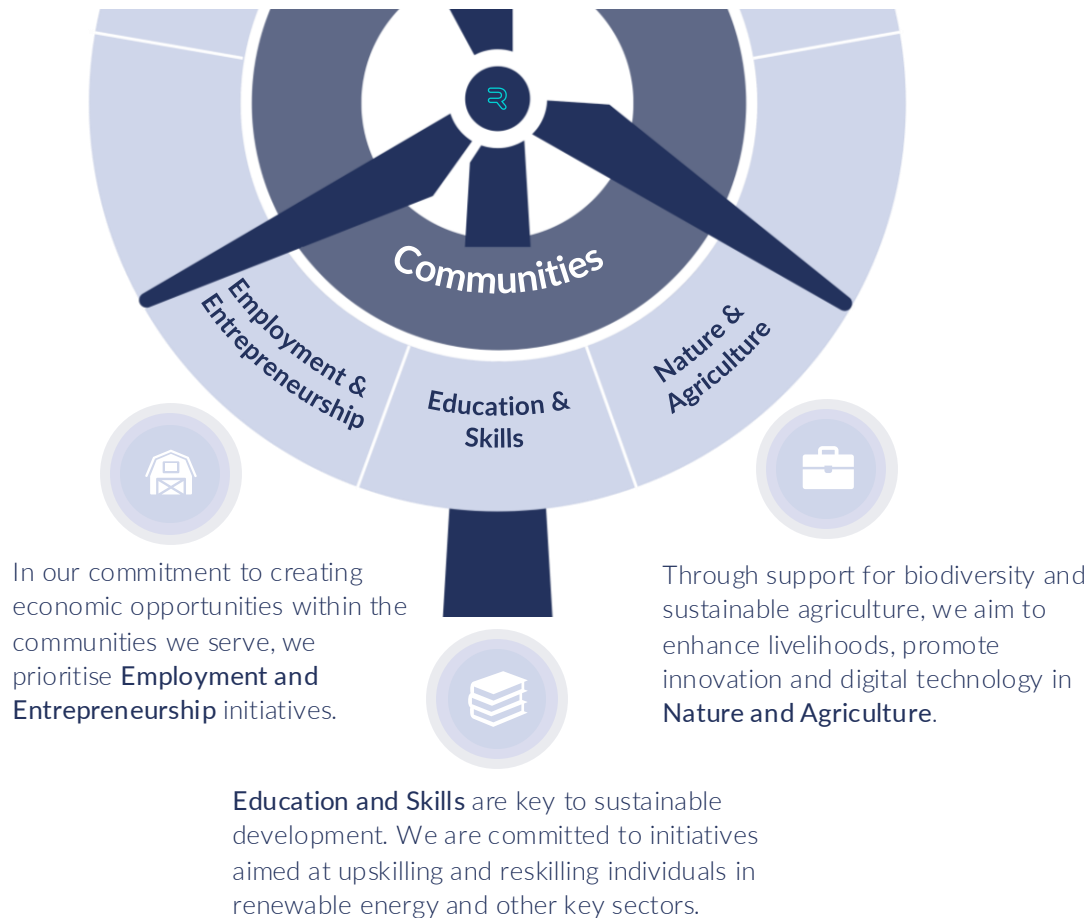 Communities
Employment &
Entrepreneurship
Education &
Skills
Nature &
Agriculture
In our commitment to creating
economic opportunities within the
communities we serve, we
prioritise Employment and
Entrepreneurship initiatives.
Through support for biodiversity and
sustainable agriculture, we aim to
enhance livelihoods, promote
innovation and digital technology in
Nature and Agriculture.
Education and Skills are key to sustainable
development. We are committed to initiatives
aimed at upskilling and reskilling individuals in
renewable energy and other key sectors.